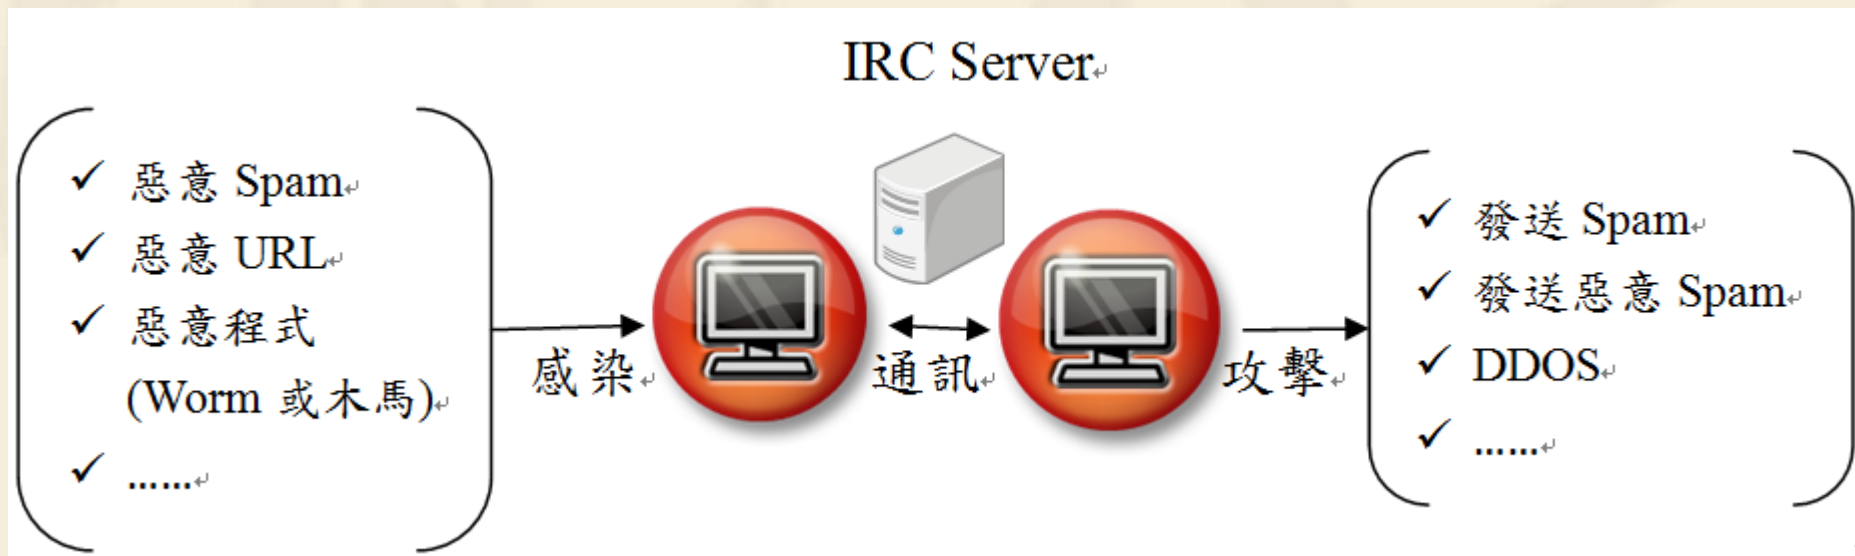 IRC Server
惡意 Spam
惡意 URL
惡意程式
(Worm 或木馬)
……
感染
通訊
攻擊
發送 Spam
發送惡意 Spam
DDOS
……